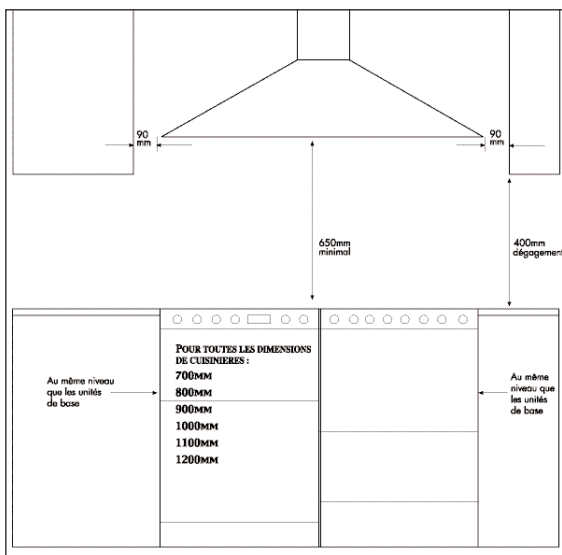 90
mm
90
mm
650mm
minimal
400mm
dégagement
POUR TOUTES LES DIMENSIONS
DE CUISINIERES :
700MM
800MM
900MM
1000MM
1100MM
1200MM
Au même niveau
que les unités
de base
Au même
niveau que
les unités
de base